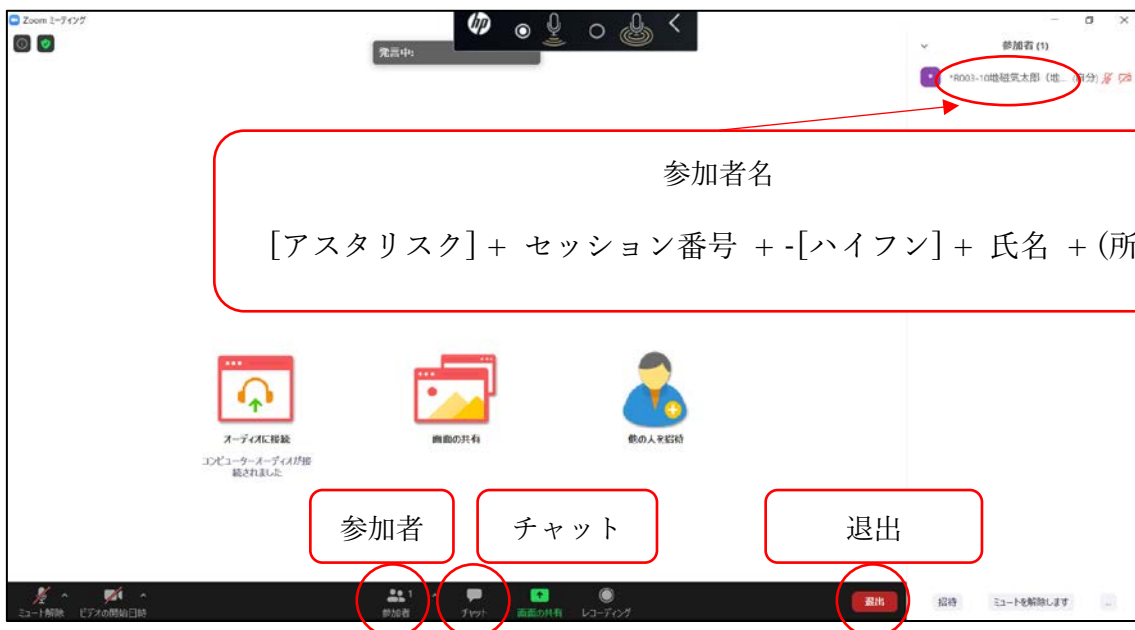 Zoom ミーティング
hp
発言中:
参加者 (1)
*R003-10地磁気太郎（地... (自分)
参加者名
[アスタリスク] + セッション番号 + -[ハイフン] + 氏名 + (所
オーディオに接続
画面の共有
他の人を招待
コンピューターオーディオが接
続されました
参加者
チャット
退出
ミュート解除
ビデオの開始日時
1
参加者
チャット
画面の共有
レコーディング
退出
招待
ミュートを解除します
...